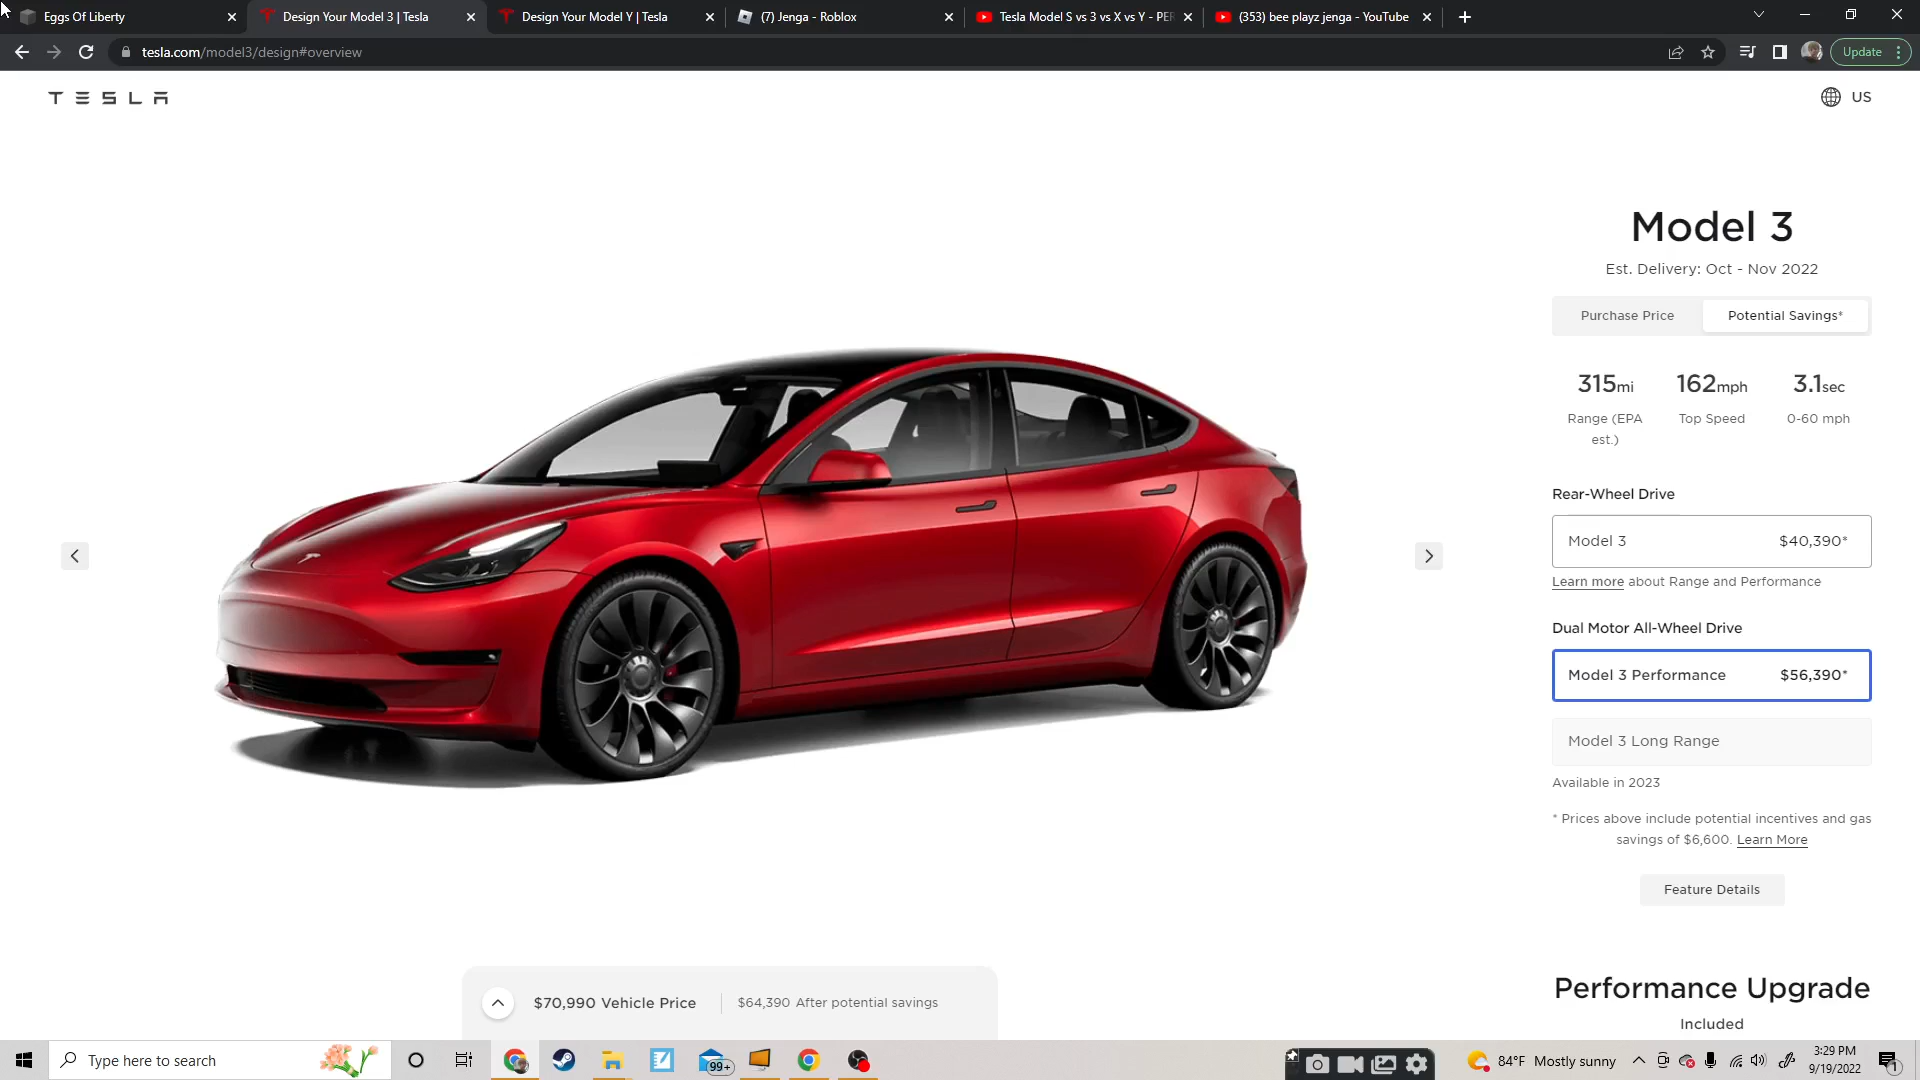 Eggs Of Liberty
Design Your Model 3 | Tesla
Design Your Model Y | Tesla
(7) Jenga - Roblox
Tesla Model S vs 3 vs X vs Y - PER
(353) bee playz jenga - YouTube
tesla.com/model3/design#overview
Update
TESLA
US
Model 3
Est. Delivery: Oct - Nov 2022
Purchase Price
Potential Savings*
315mi
162mph
3.1sec
Range (EPA est.)
Top Speed
0-60 mph
Rear-Wheel Drive
Model 3 $40,390*
Learn more about Range and Performance
Dual Motor All-Wheel Drive
Model 3 Performance $56,390*
Model 3 Long Range
Available in 2023
* Prices above include potential incentives and gas
savings of $6,600. Learn More
Feature Details
$70,990 Vehicle Price
$64,390 After potential savings
Performance Upgrade
Included
Type here to search
99+
84°F Mostly sunny
3:29 PM
9/19/2022
1